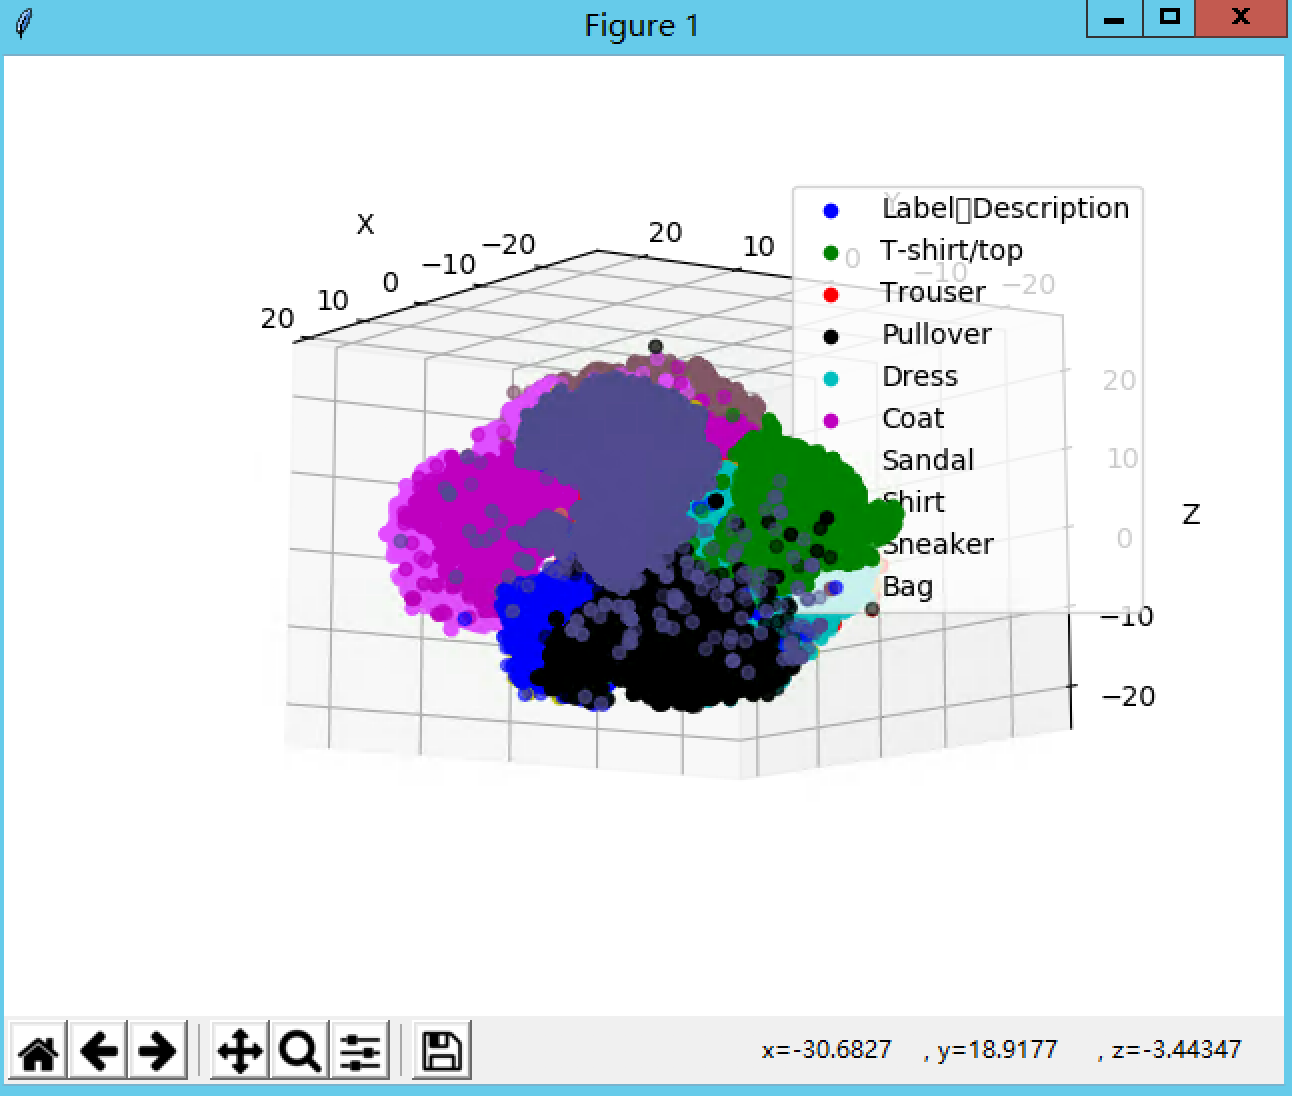 Figure 1
X
Y
20
10
0
−10
−20
20
10
0
−10
−20
Label▯Description
T-shirt/top
Trouser
Pullover
Dress
Coat
Sandal
Shirt
Sneaker
Bag
20
10
0
−10
−20
Z
x=-30.6827 , y=18.9177 , z=-3.44347